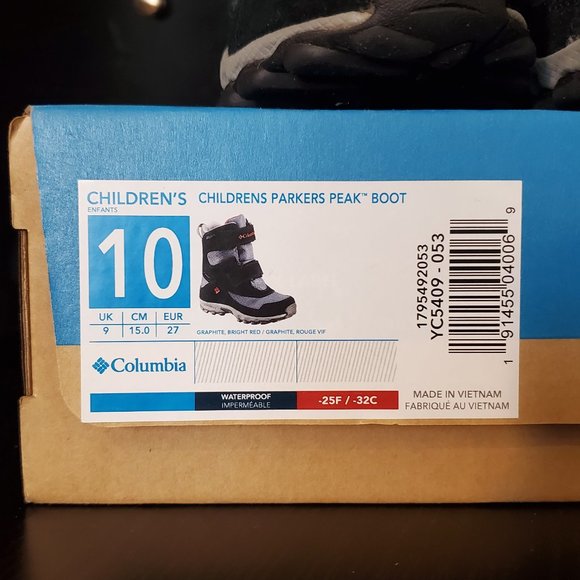 CHILDREN'S
ENFANTS
CHILDRENS PARKERS PEAK™ BOOT
10
UK CM EUR
9 15.0 27
GRAPHITE, BRIGHT RED / GRAPHITE, ROUGE VIF
Columbia
WATERPROOF
IMPERMÉABLE
-25F / -32C
1795492053
YC5409 - 053
1 91455 04006 9
MADE IN VIETNAM
FABRIQUÉ AU VIETNAM